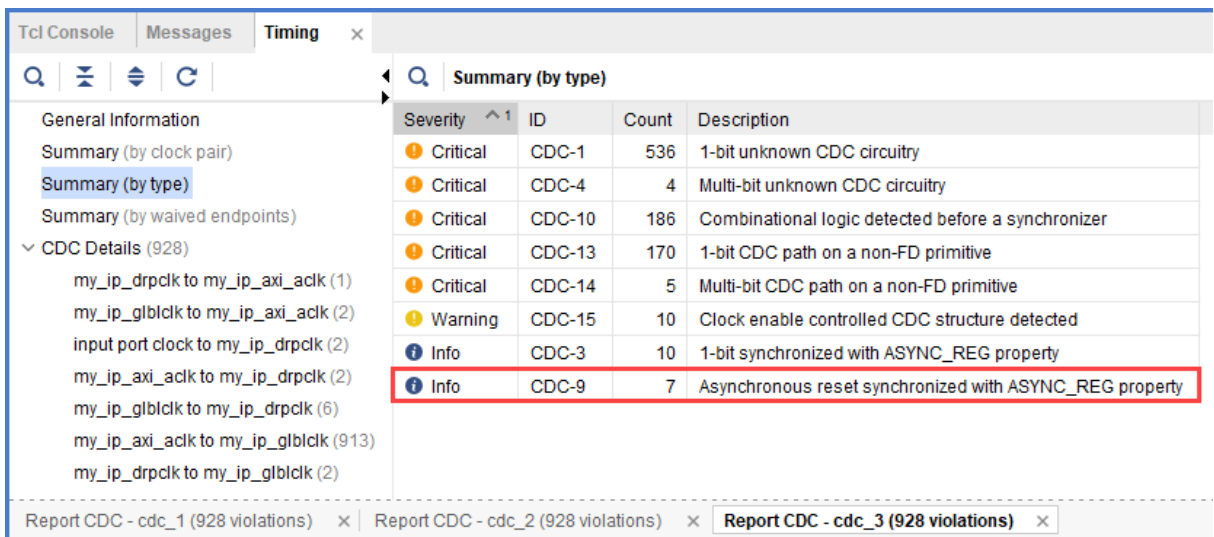 Tcl Console Messages Timing
Summary (by type)
General Information
Summary (by clock pair)
Summary (by type)
Summary (by waived endpoints)
CDC Details (928)
my_ip_drpclk to my_ip_axi_aclk (1)
my_ip_glblclk to my_ip_axi_aclk (2)
input port clock to my_ip_drpclk (2)
my_ip_axi_aclk to my_ip_drpclk (2)
my_ip_glblclk to my_ip_drpclk (6)
my_ip_axi_aclk to my_ip_glblclk (913)
my_ip_drpclk to my_ip_glblclk (2)
Severity 1 ID Count Description
Critical CDC-1 536 1-bit unknown CDC circuitry
Critical CDC-4 4 Multi-bit unknown CDC circuitry
Critical CDC-10 186 Combinational logic detected before a synchronizer
Critical CDC-13 170 1-bit CDC path on a non-FD primitive
Critical CDC-14 5 Multi-bit CDC path on a non-FD primitive
Warning CDC-15 10 Clock enable controlled CDC structure detected
Info CDC-3 10 1-bit synchronized with ASYNC_REG property
Info CDC-9 7 Asynchronous reset synchronized with ASYNC_REG property
Report CDC - cdc_1 (928 violations) Report CDC - cdc_2 (928 violations) Report CDC - cdc_3 (928 violations)